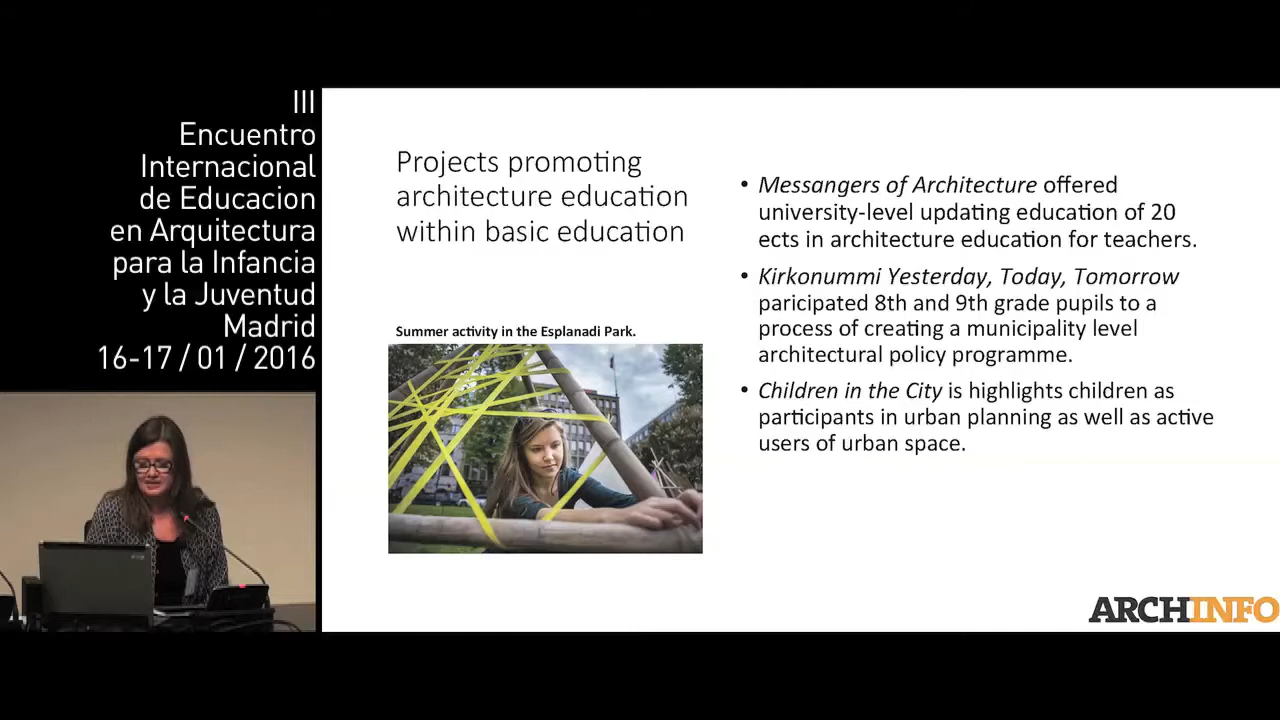 III
Encuentro
Internacional
de Educacion
en Arquitectura
para la Infancia
y la Juventud
Madrid
16-17 / 01 / 2016
Projects promoting
architecture education
within basic education
Summer activity in the Esplanadi Park.
• Messangers of Architecture offered
university-level updating education of 20
ects in architecture education for teachers.
• Kirkonummi Yesterday, Today, Tomorrow
paricipated 8th and 9th grade pupils to a
process of creating a municipality level
architectural policy programme.
• Children in the City is highlights children as
participants in urban planning as well as active
users of urban space.
ARCHINFO